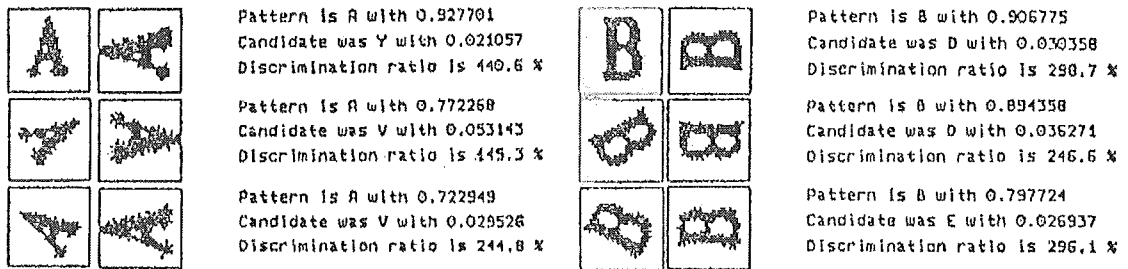 Pattern is A with 0.927701
Candidate was Y with 0.021057
Discrimination ratio is 440.6 %
Pattern is A with 0.772268
Candidate was V with 0.053143
Discrimination ratio is 145.3 %
Pattern is A with 0.722949
Candidate was V with 0.029526
Discrimination ratio is 244.8 %
Pattern is B with 0.906775
Candidate was D with 0.030358
Discrimination ratio is 298.7 %
Pattern is B with 0.894358
Candidate was D with 0.036271
Discrimination ratio is 246.6 %
Pattern is B with 0.797724
Candidate was E with 0.026937
Discrimination ratio is 296.1 %